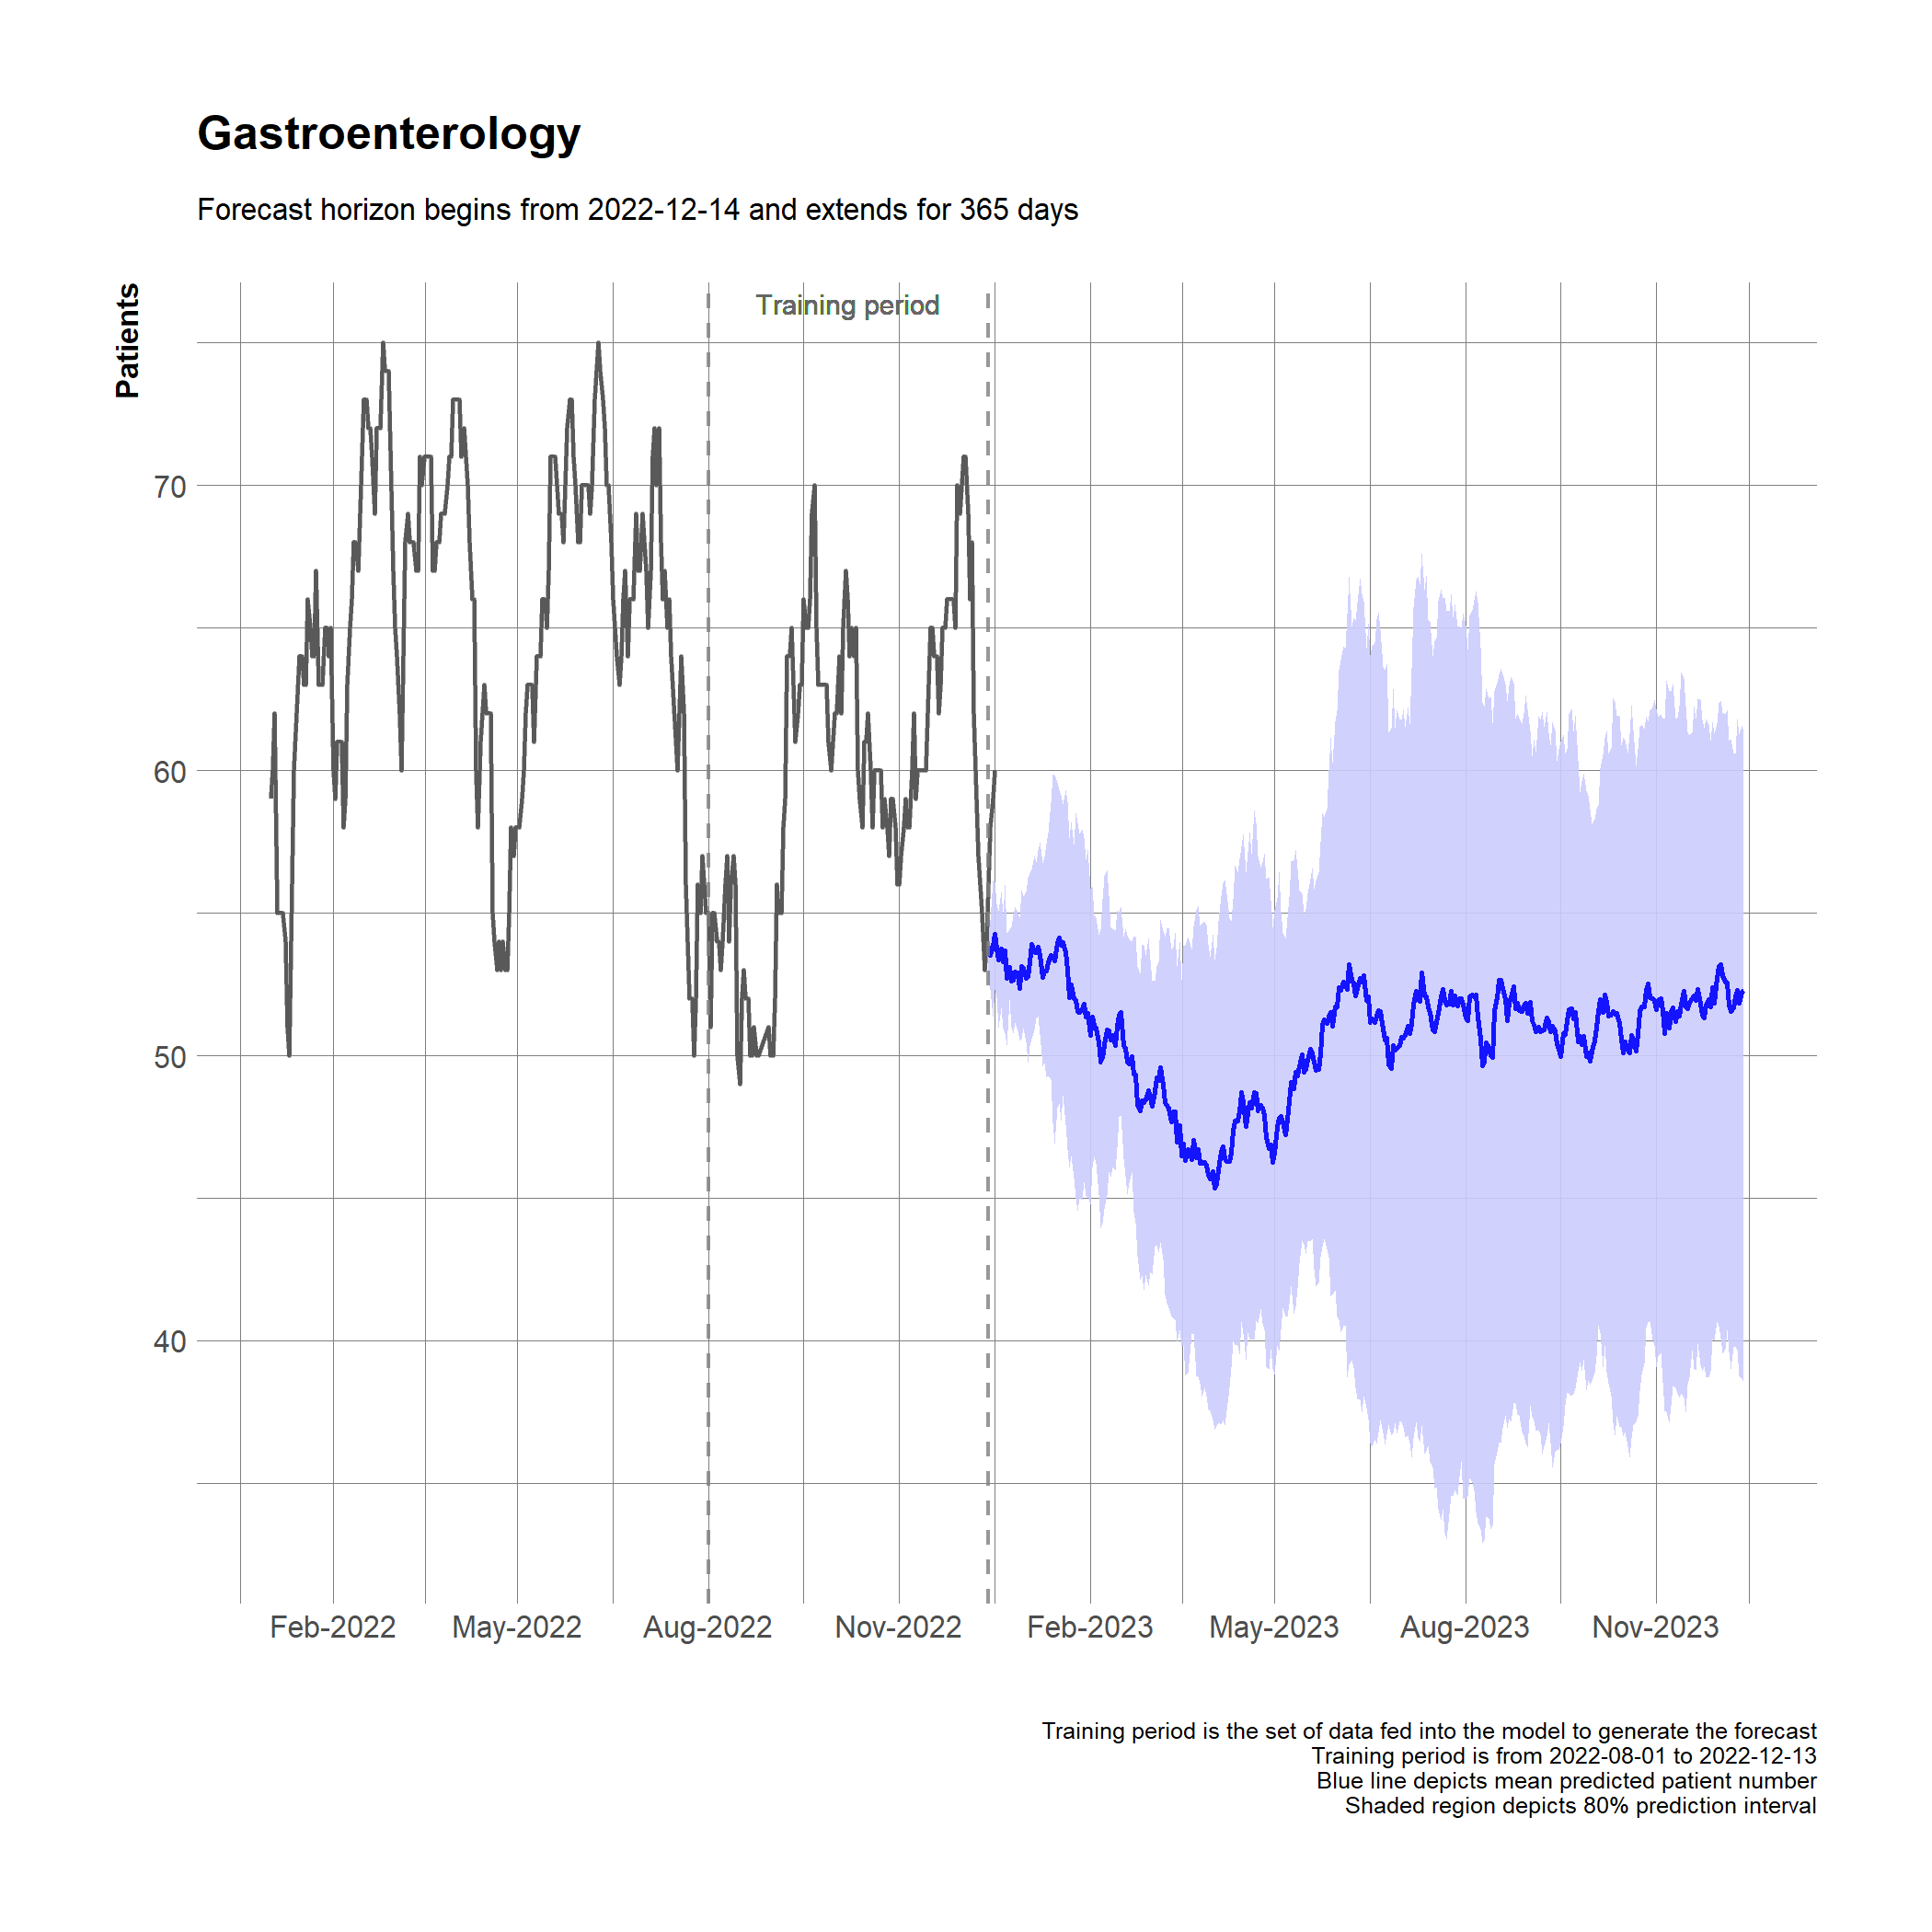 Gastroenterology
Forecast horizon begins from 2022-12-14 and extends for 365 days
Patients
Training period
70
60
50
40
Feb-2022 May-2022 Aug-2022 Nov-2022 Feb-2023 May-2023 Aug-2023 Nov-2023
Training period is the set of data fed into the model to generate the forecast
Training period is from 2022-08-01 to 2022-12-13
Blue line depicts mean predicted patient number
Shaded region depicts 80% prediction interval